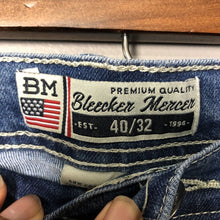 BM
PREMIUM QUALITY
Bleecker Mercer
-EST- 40/32 -1994-